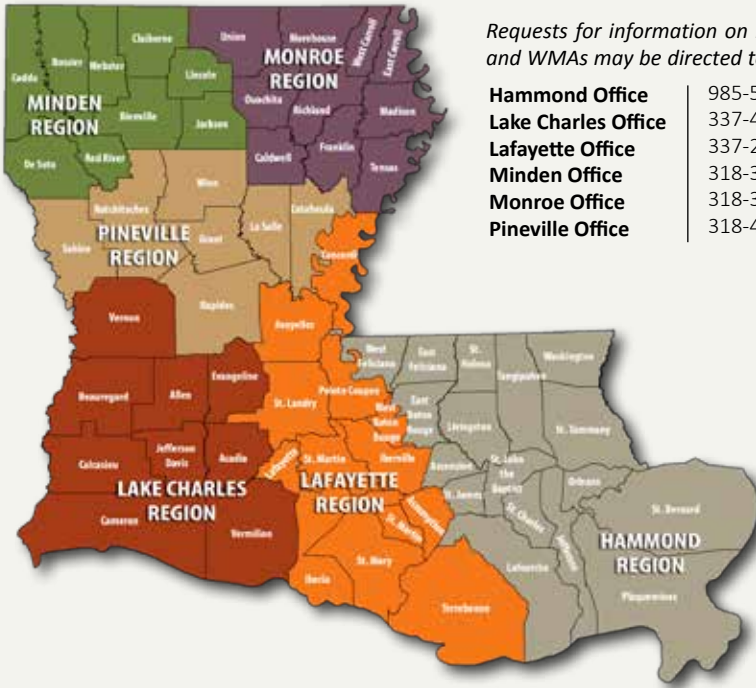 Requests for information on
and WMAs may be directed to
Hammond Office 985-5
Lake Charles Office 337-4
Lafayette Office 337-2
Minden Office 318-3
Monroe Office 318-3
Pineville Office 318-4
MINDEN
REGION
Caddo
Bossier
Webster
Claiborne
Lincoln
Bienville
Jackson
De Soto
Red River
MONROE
REGION
Union
Morehouse
West Carroll
East Carroll
Ouachita
Richland
Madison
Caldwell
Franklin
Tensas
PINEVILLE
REGION
Winn
Natchitoches
Sabine
Grant
La Salle
Catahoula
Rapides
LAKE CHARLES
REGION
Vernon
Beauregard
Allen
Evangeline
Calcasieu
Jefferson
Davis
Acadia
Cameron
Vermilion
LAFAYETTE
REGION
Concord
Avoyelles
St. Landry
Pointe Coupee
West
Baton
Rouge
Lafayette
St. Martin
Iberville
Assumption
St. Martin
St. Mary
Iberia
Terrebonne
HAMMOND
REGION
West
Feliciana
East
Feliciana
St.
Helena
Tangipahoa
Washington
East
Baton
Rouge
Livingston
St. Tammany
Ascension
St. James
St. John
the
Baptist
St. Charles
Orleans
Jefferson
St. Bernard
Lafourche
Plaquemines